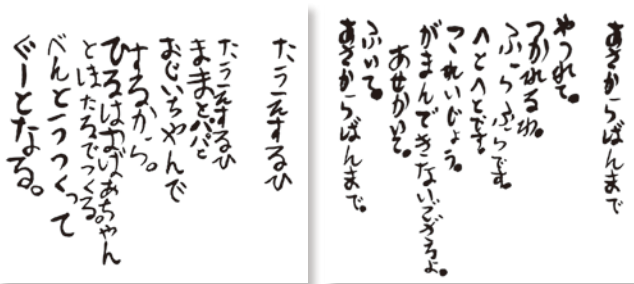 あさからばんまで
やつれて。
つかれるわ。
ふらふらです。
へとへとです。
これいじょう。
がまんできないござるよ。
あせかいて。
ふいて。
あさからばんまで。
たうえするひ
たうえするひ
ままとパパと
おじいちゃんで
するから。
ひるはおばあちゃん
とほたろでつくる。
べんとうつくって
ぐーとなる。